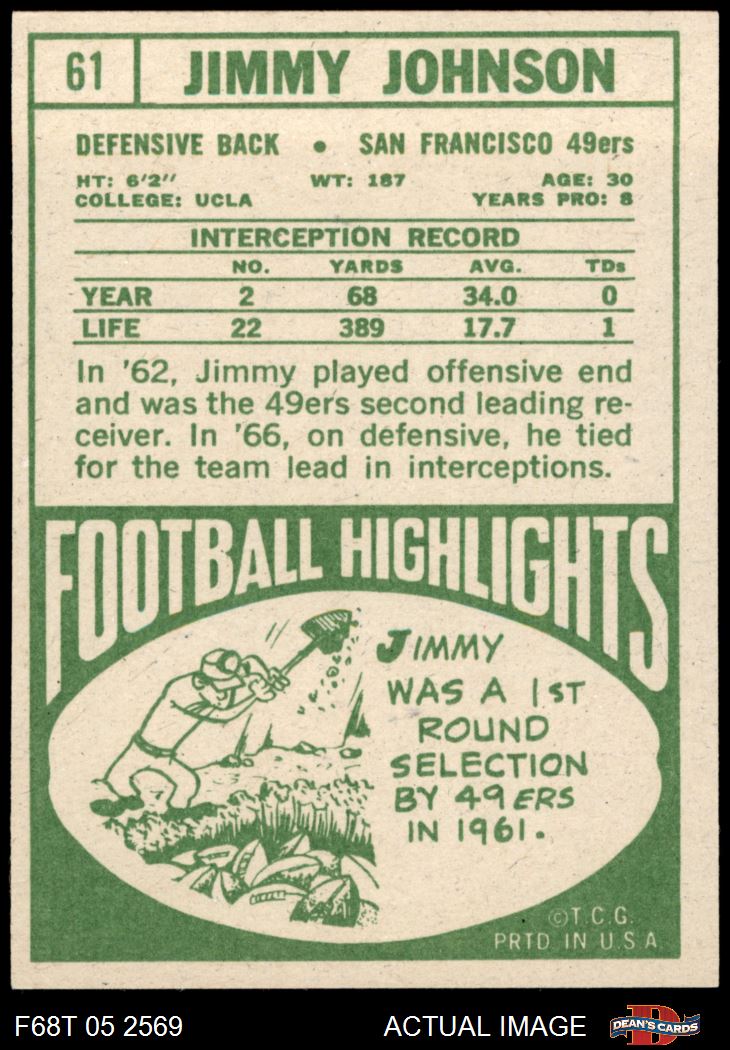 61 JIMMY JOHNSON
DEFENSIVE BACK • SAN FRANCISCO 49ers
HT: 6'2" WT: 187 AGE: 30
COLLEGE: UCLA YEARS PRO: 8
INTERCEPTION RECORD
NO. YARDS AVG. TDs
YEAR 2 68 34.0 0
LIFE 22 389 17.7 1
In '62, Jimmy played offensive end
and was the 49ers second leading re-
ceiver. In '66, on defensive, he tied
for the team lead in interceptions.
FOOTBALL HIGHLIGHTS
JIMMY
WAS A 1ST
ROUND
SELECTION
BY 49ERS
IN 1961.
©T.C.G.
PRTD IN U.S.A.
F68T 05 2569 ACTUAL IMAGE DEAN'S CARDS